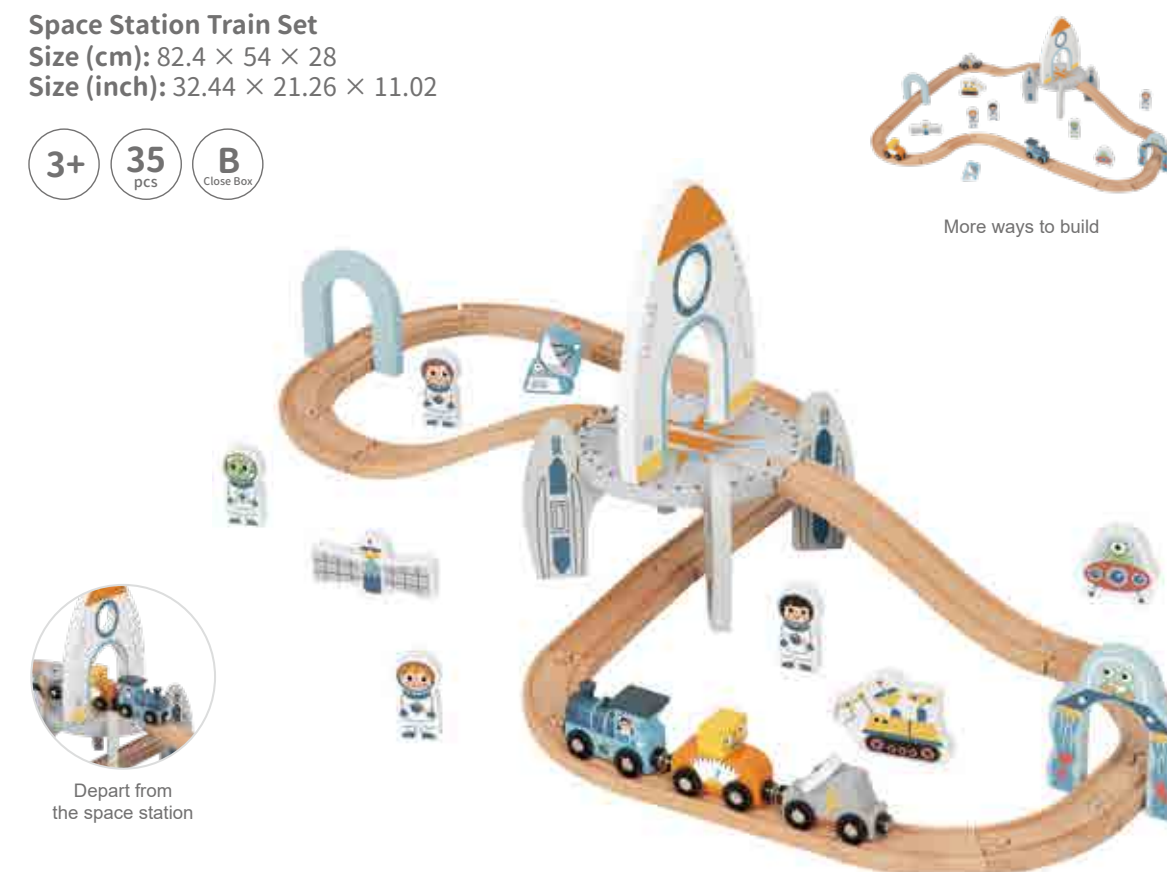 Space Station Train Set
Size (cm): 82.4 × 54 × 28
Size (inch): 32.44 × 21.26 × 11.02
3+
35
pcs
B
Close Box
More ways to build
Depart from
the space station